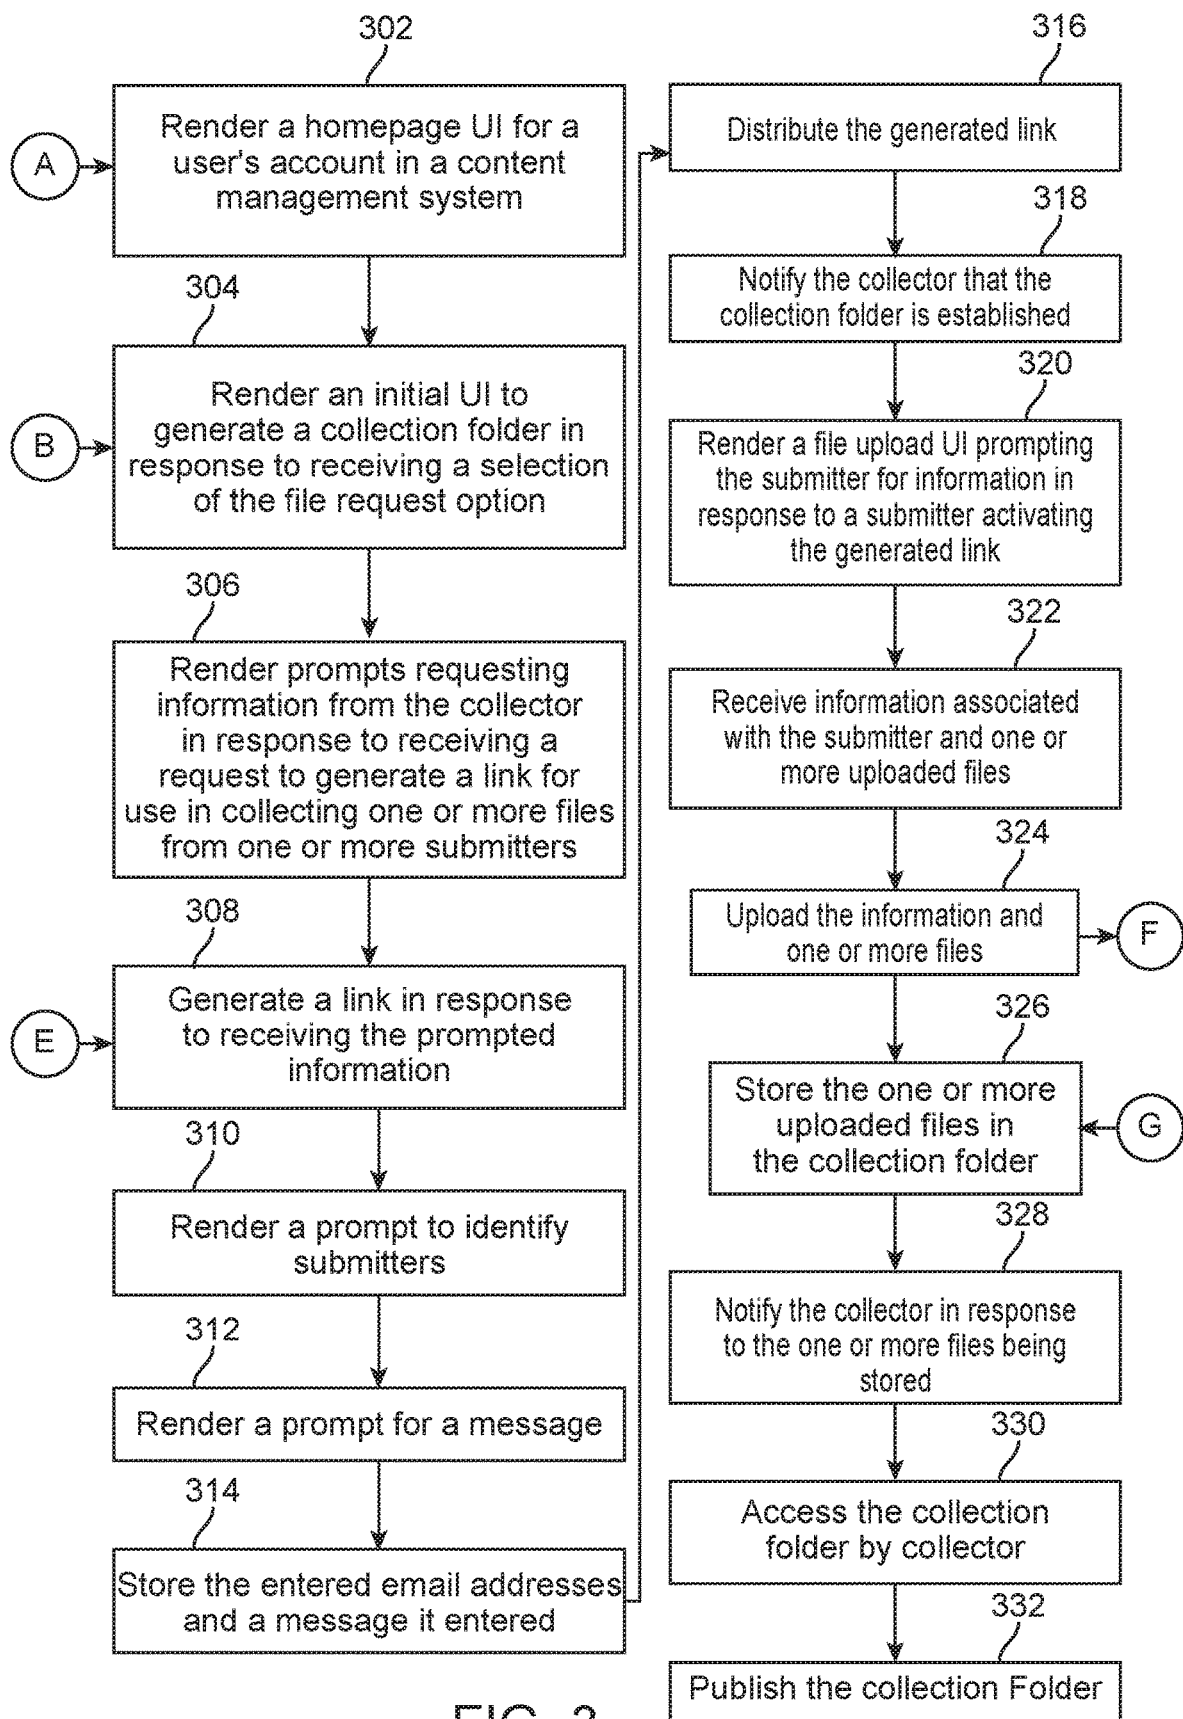 302
Render a homepage UI for a
user's account in a content
management system
A
304
Render an initial UI to
generate a collection folder in
response to receiving a selection
of the file request option
B
306
Render prompts requesting
information from the collector
in response to receiving a
request to generate a link for
use in collecting one or more files
from one or more submitters
308
Generate a link in response
to receiving the prompted
information
E
310
Render a prompt to identify
submitters
312
Render a prompt for a message
314
Store the entered email addresses
and a message it entered
316
Distribute the generated link
318
Notify the collector that the
collection folder is established
320
Render a file upload UI prompting
the submitter for information in
response to a submitter activating
the generated link
322
Receive information associated
with the submitter and one or
more uploaded files
324
Upload the information and
one or more files
F
326
Store the one or more
uploaded files in
the collection folder
G
328
Notify the collector in response
to the one or more files being
stored
330
Access the collection
folder by collector
332
Publish the collection Folder
FIG. 3